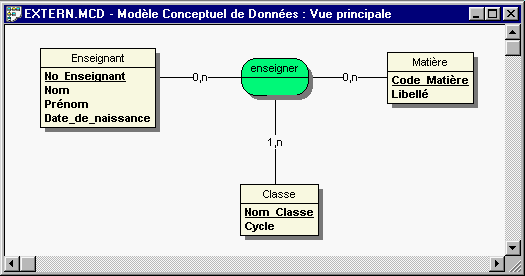 EXTERN.MCD - Modèle Conceptuel de Données : Vue principale
Enseignant
No_Enseignant
Nom
Prénom
Date_de_naissance
0,n
enseigner
0,n
Matière
Code_Matière
Libellé
1,n
Classe
Nom_Classe
Cycle